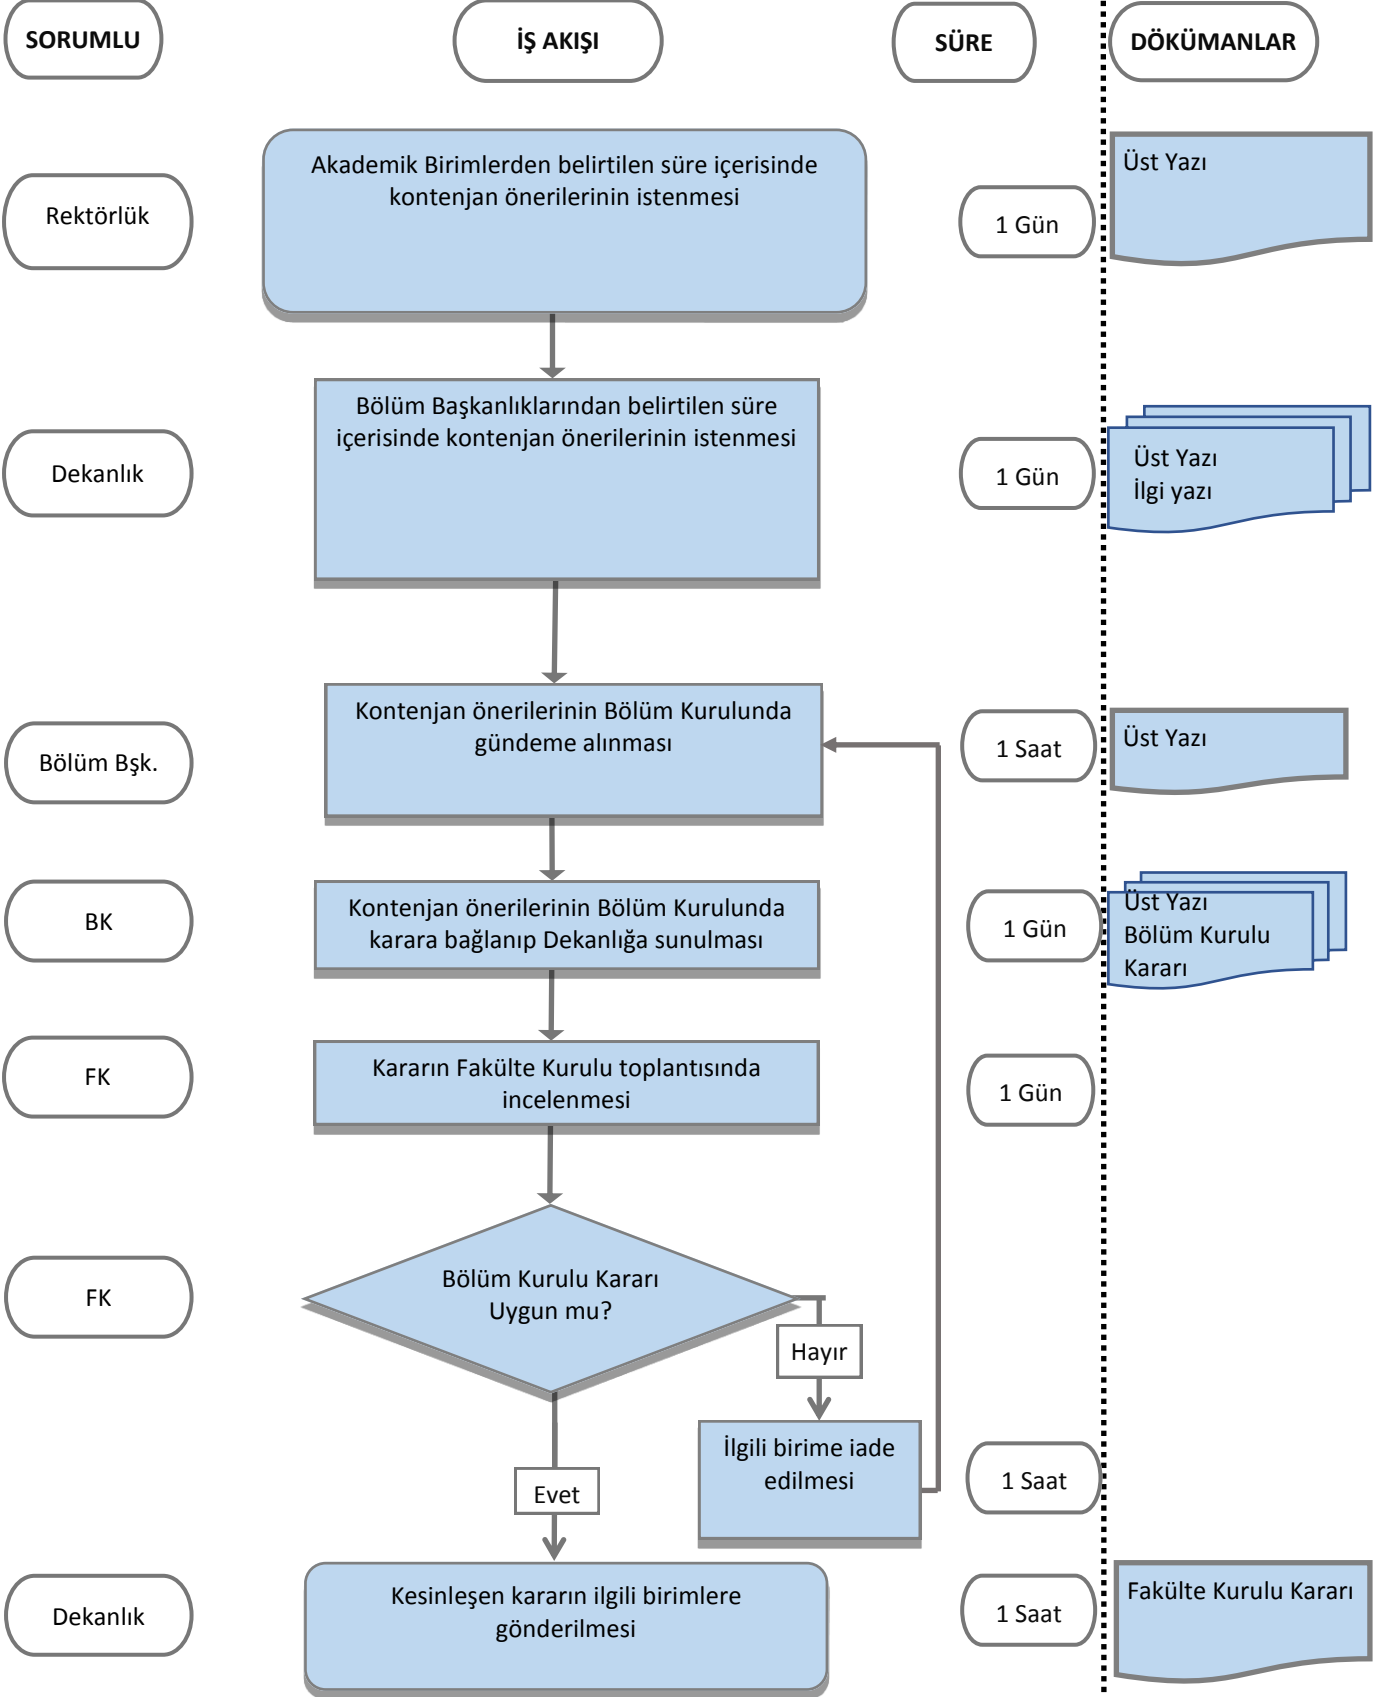 SORUMLU
İŞ AKIŞI
SÜRE
DÖKÜMANLAR
Rektörlük
Akademik Birimlerden belirtilen süre içerisinde
kontenjan önerilerinin istenmesi
1 Gün
Üst Yazı
Dekanlık
Bölüm Başkanlıklarından belirtilen süre
içerisinde kontenjan önerilerinin istenmesi
1 Gün
Üst Yazı
İlgi yazı
Bölüm Bşk.
Kontenjan önerilerinin Bölüm Kurulunda
gündeme alınması
1 Saat
Üst Yazı
BK
Kontenjan önerilerinin Bölüm Kurulunda
karara bağlanıp Dekanlığa sunulması
1 Gün
Üst Yazı
Bölüm Kurulu
Kararı
FK
Kararın Fakülte Kurulu toplantısında
incelenmesi
1 Gün
FK
Bölüm Kurulu Kararı
Uygun mu?
Hayır
İlgili birime iade
edilmesi
1 Saat
Evet
Dekanlık
Kesinleşen kararın ilgili birimlere
gönderilmesi
1 Saat
Fakülte Kurulu Kararı